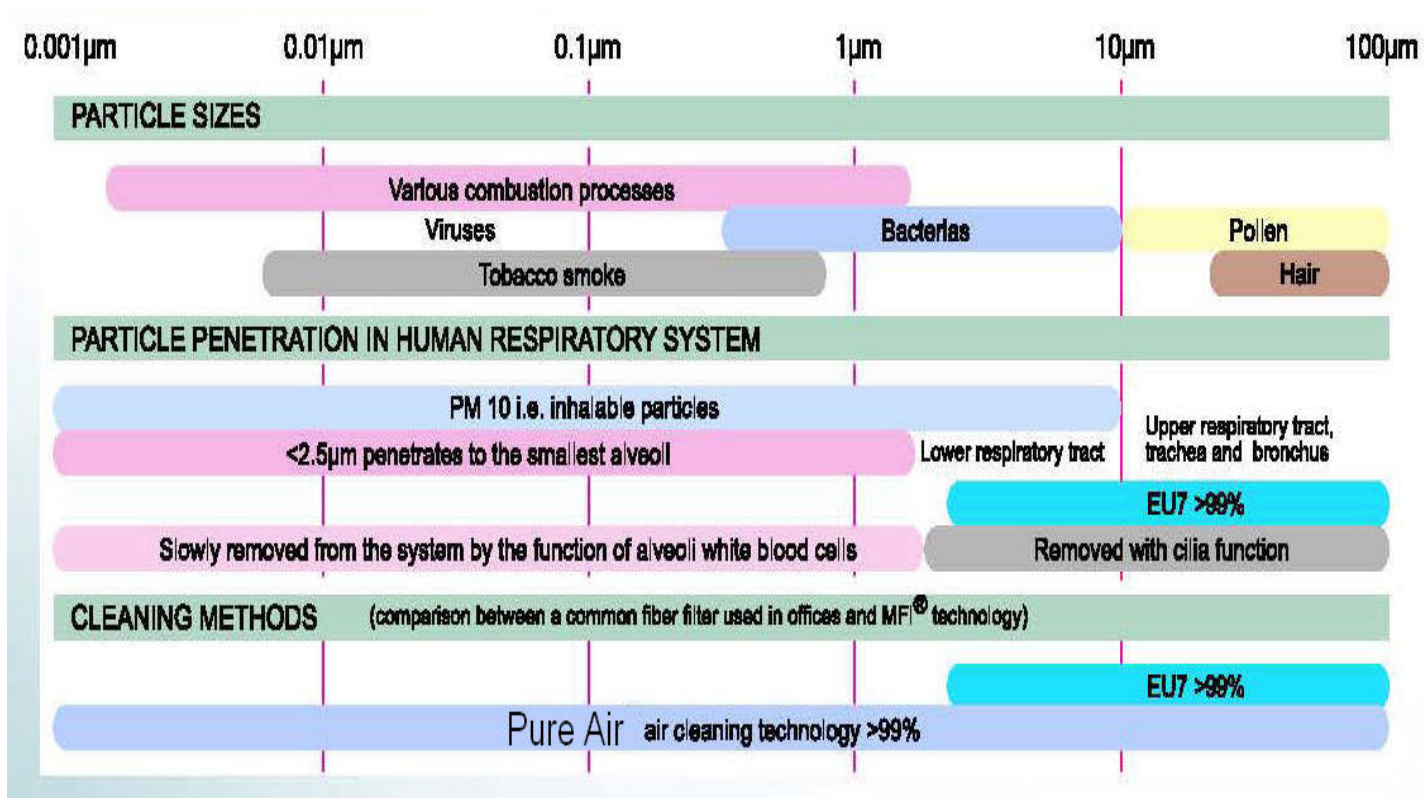 0.001µm 0.01µm 0.1µm 1µm 10µm 100µm
PARTICLE SIZES
Various combustion processes
Viruses Bacterias Pollen
Tobacco smoke Hair
PARTICLE PENETRATION IN HUMAN RESPIRATORY SYSTEM
PM 10 i.e. inhalable particles
<2.5µm penetrates to the smallest alveoli Lower respiratory tract
Upper respiratory tract,
trachea and bronchus
EU7 >99%
Slowly removed from the system by the function of alveoli white blood cells Removed with cilia function
CLEANING METHODS (comparison between a common fiber filter used in offices and MFI® technology)
EU7 >99%
Pure Air air cleaning technology >99%